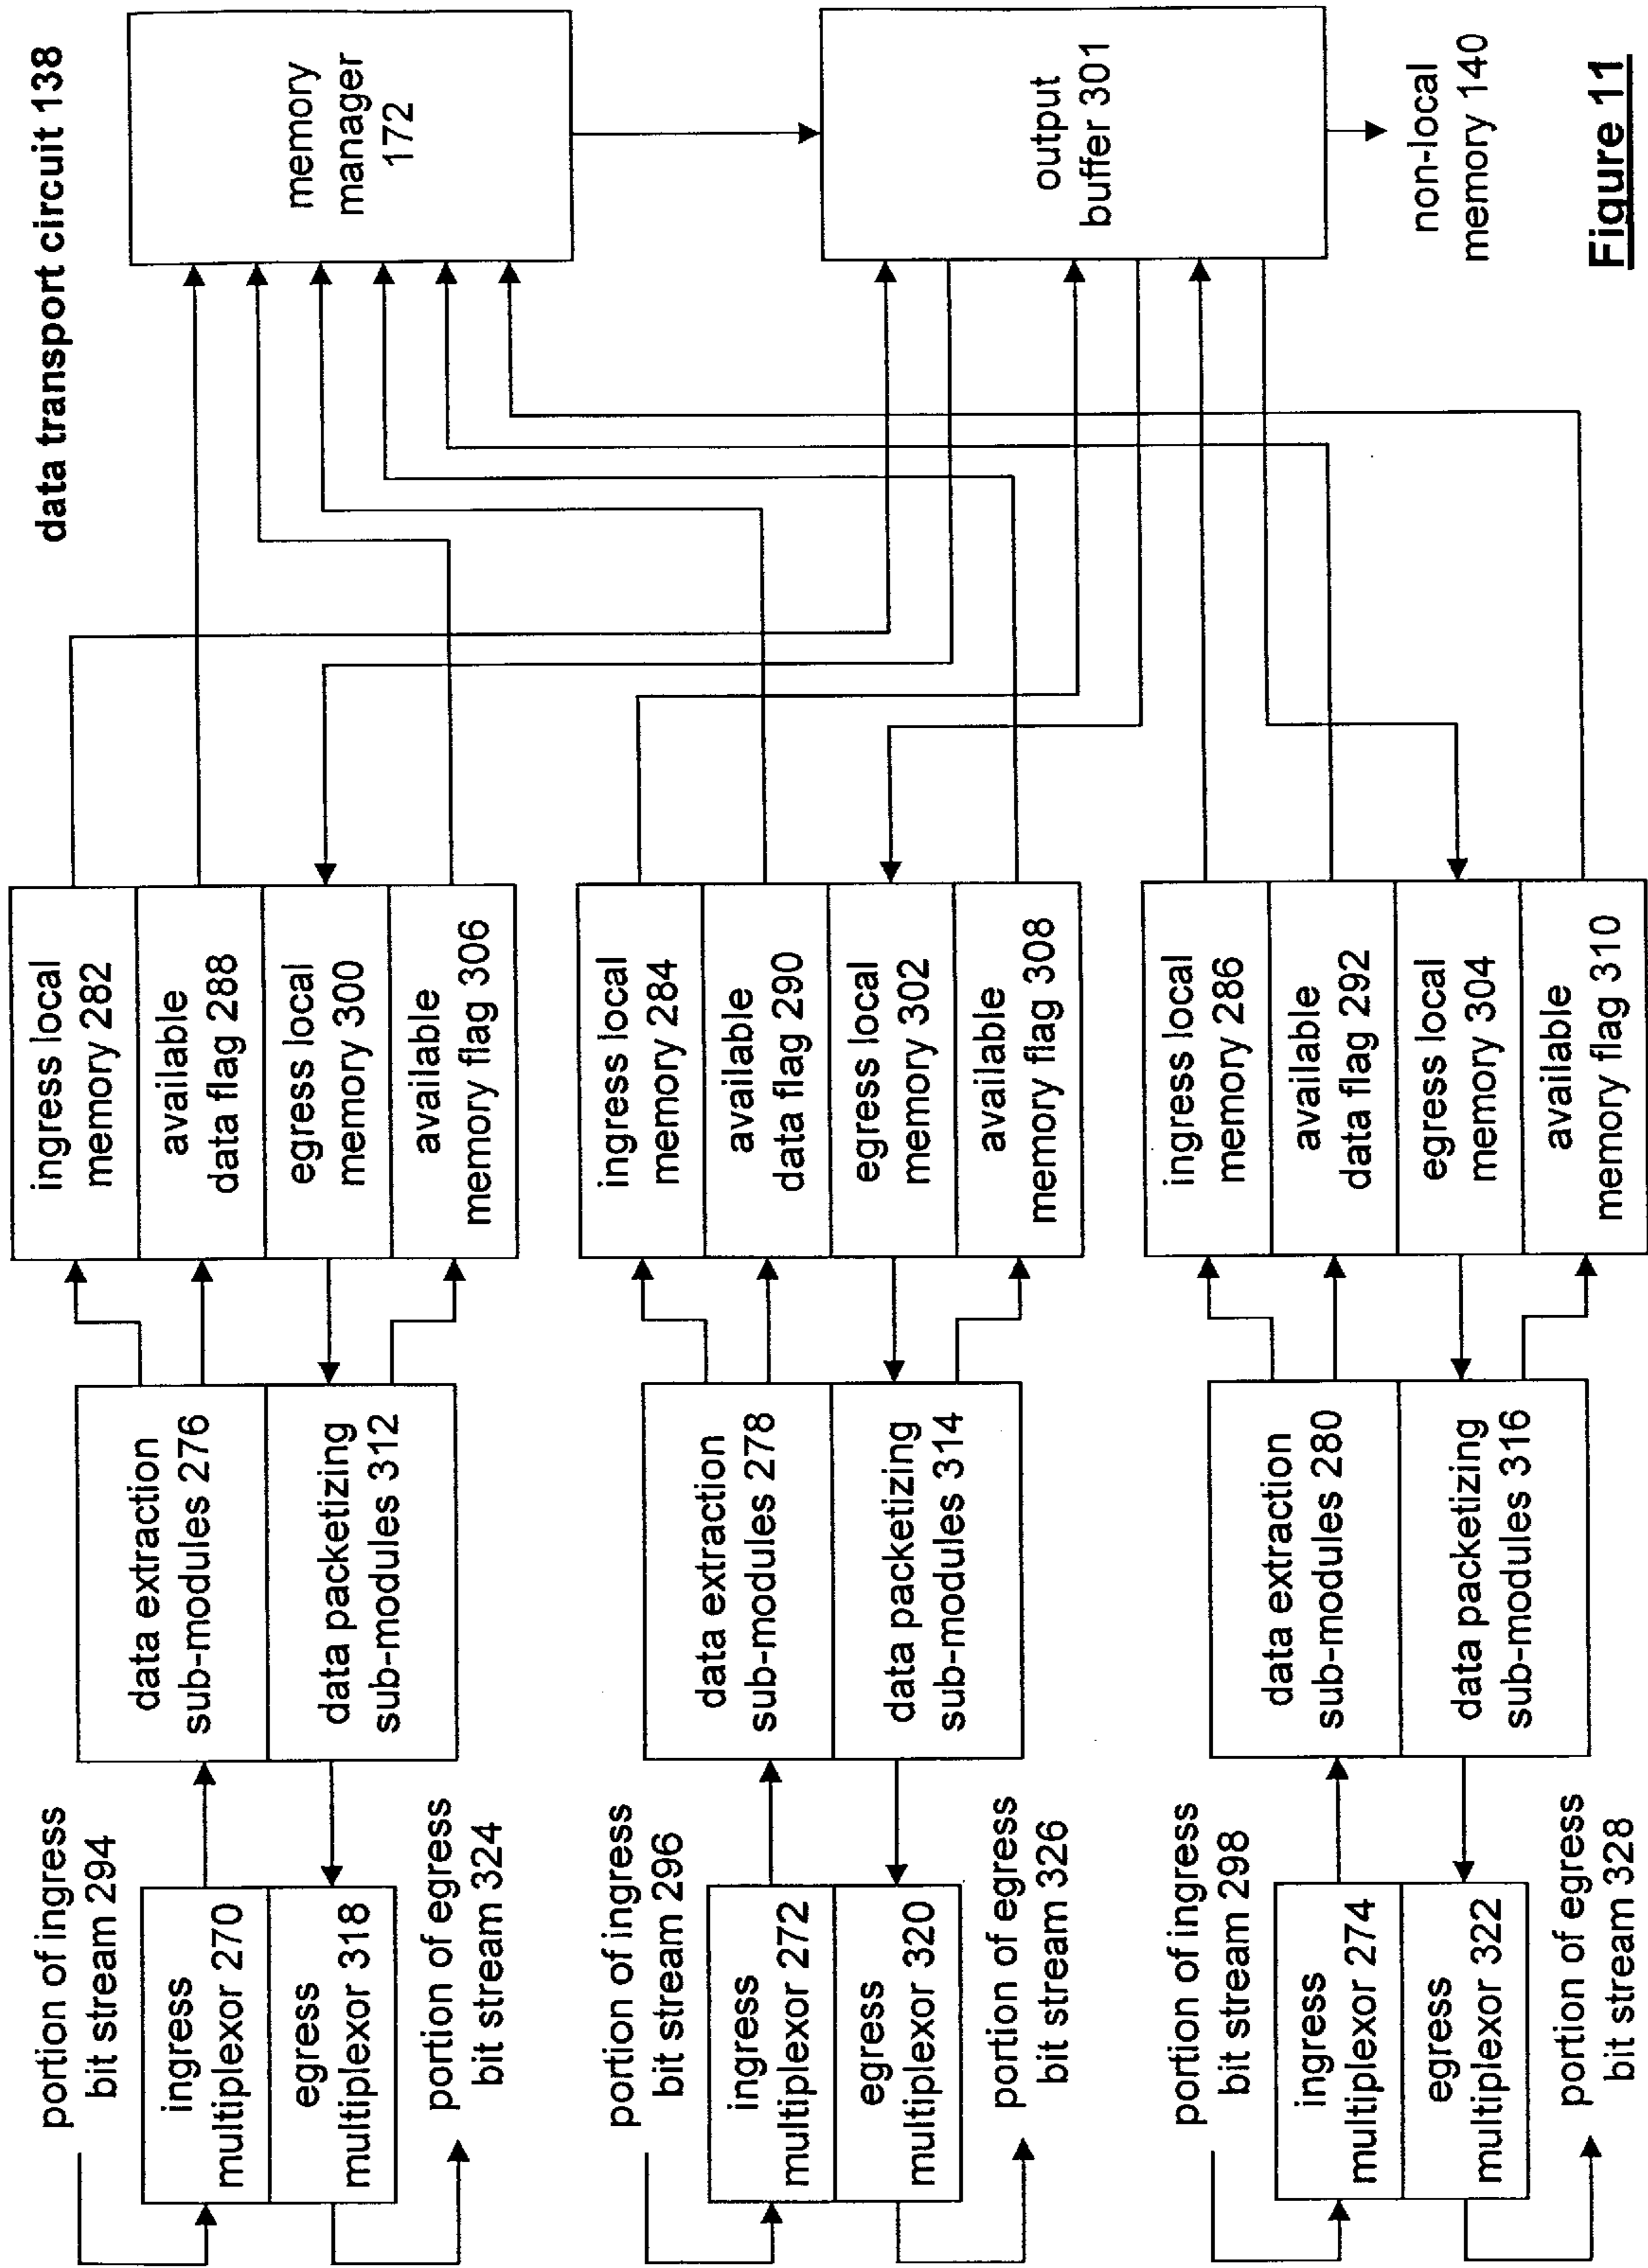 data transport circuit 138
portion of ingress
bit stream 294
ingress
multiplexor 270
egress
multiplexor 318
portion of egress
bit stream 324
data extraction
sub-modules 276
data packetizing
sub-modules 312
ingress local
memory 282
available
data flag 288
egress local
memory 300
available
memory flag 306
portion of ingress
bit stream 296
ingress
multiplexor 272
egress
multiplexor 320
portion of egress
bit stream 326
data extraction
sub-modules 278
data packetizing
sub-modules 314
ingress local
memory 284
available
data flag 290
egress local
memory 302
available
memory flag 308
portion of ingress
bit stream 298
ingress
multiplexor 274
egress
multiplexor 322
portion of egress
bit stream 328
data extraction
sub-modules 280
data packetizing
sub-modules 316
ingress local
memory 286
available
data flag 292
egress local
memory 304
available
memory flag 310
memory
manager
172
output
buffer 301
non-local
memory 140
Figure 11